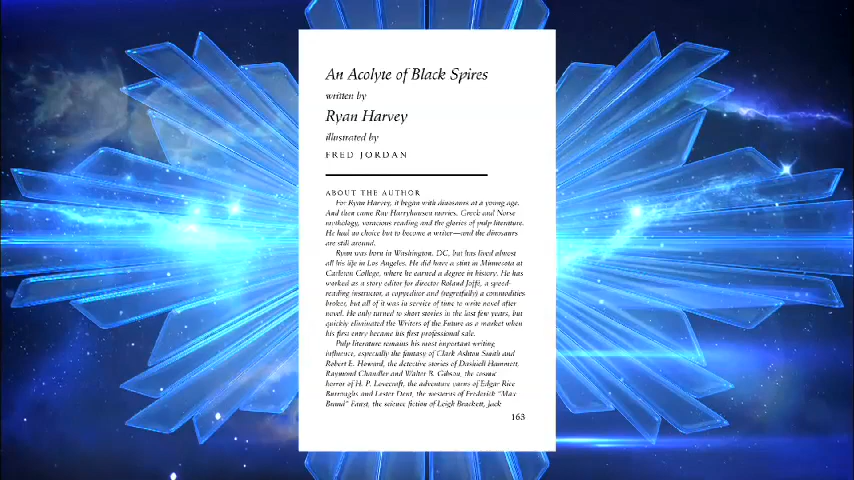 An Acolyte of Black Spires
written by
Ryan Harvey
illustrated by
FRED JORDAN
ABOUT THE AUTHOR
For Ryan Harvey, it began with dinosaurs at a young age.
And then came Ray Harryhausen movies, Greek and Norse
mythology, voracious reading and the glories of pulp literature.
He had no choice but to become a writer—and the dinosaurs
are still around.
Ryan was born in Washington, DC, but has lived almost
all his life in Los Angeles. He did have a stint in Minnesota at
Carleton College, where he earned a degree in history. He has
worked as a story editor for director Roland Joffé, a speed-
reading instructor, a copyeditor and (regretfully) a commodities
broker, but all of it was in service of time to write novel after
novel. He only turned to short stories in the last few years, but
quickly eliminated the Writers of the Future as a market when
his first entry became his first professional sale.
Pulp literature remains his most important writing
influence, especially the fantasy of Clark Ashton Smith and
Robert E. Howard, the detective stories of Dashiell Hammett,
Raymond Chandler and Walter B. Gibson, the cosmic
horror of H. P. Lovecraft, the adventure yarns of Edgar Rice
Burroughs and Lester Dent, the westerns of Frederick "Max
Brand" Faust, the science fiction of Leigh Brackett, Jack
163